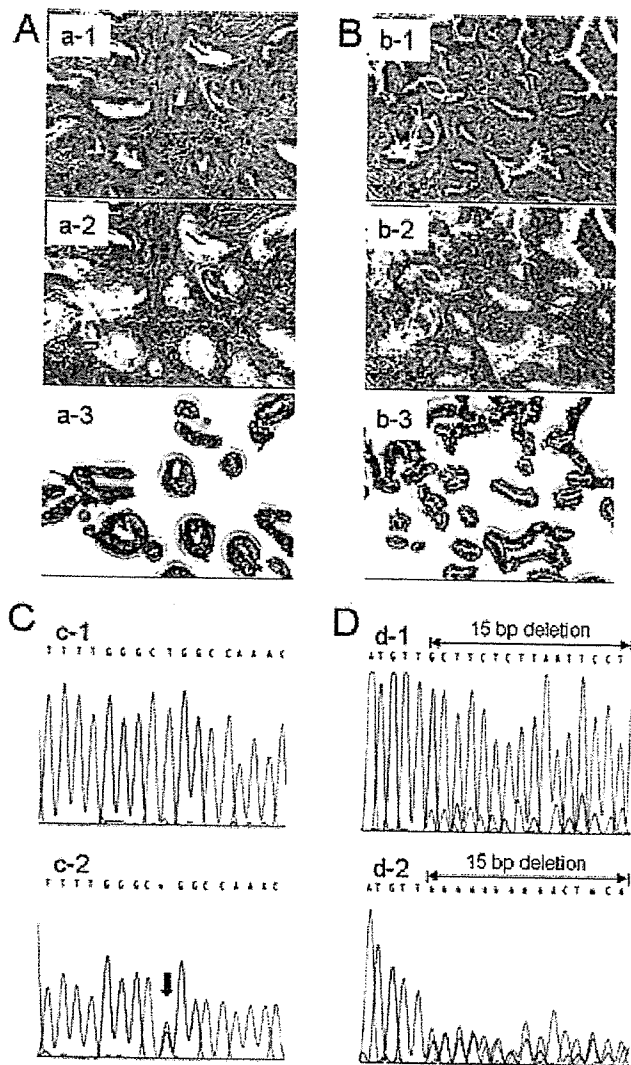 A
B
a-1
b-1
a-2
b-2
a-3
b-3
C
c-1
T T T T G G G C T G G C C A A A C
D
d-1
15 bp deletion
A T G T T G C T T C T C T T A A T T C C T
c-2
T T T T G G G C G G C C A A A C
d-2
15 bp deletion
A T G T T A C T C